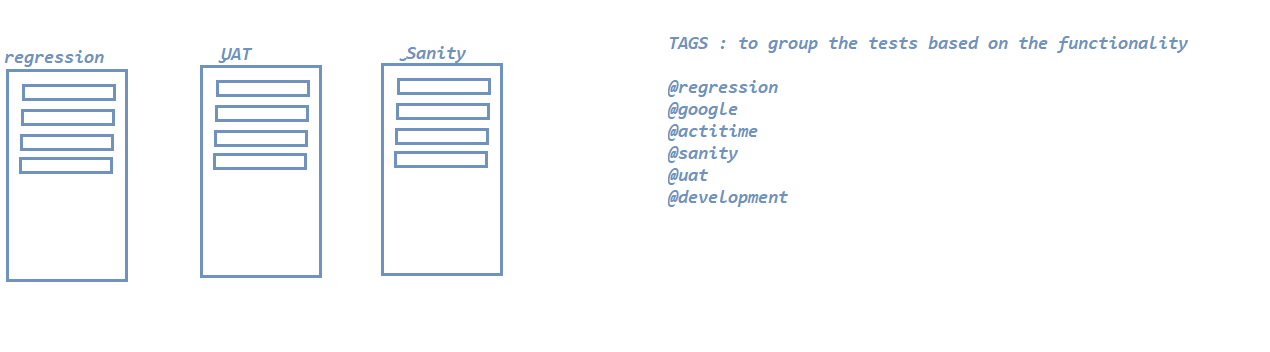 regression
UAT
Sanity
TAGS : to group the tests based on the functionality
@regression
@google
@actitime
@sanity
@uat
@development